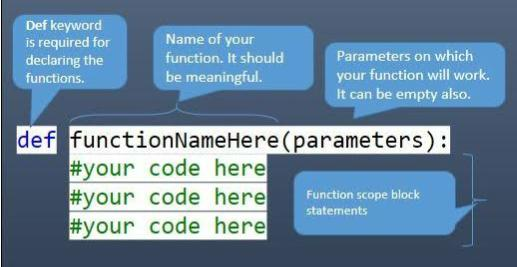 Def keyword
is required for
declaring the
functions.
Name of your
function. It should
be meaningful.
Parameters on which
your function will work.
It can be empty also.
def functionNameHere(parameters):
#your code here
#your code here
#your code here
Function scope block
statements